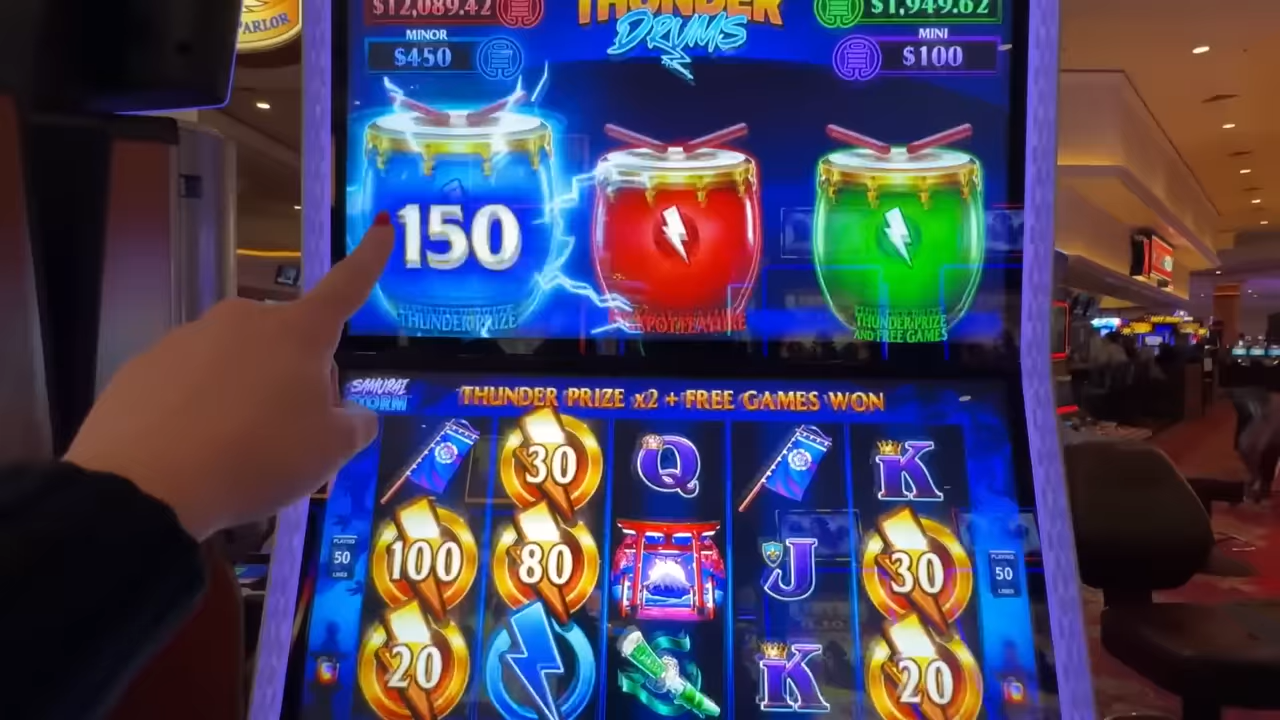 PARLOR
$12,089.42
THUNDER
$1,949.62
DRUMS
MINOR
$450
MINI
$100
150
THUNDER PRIZE
THUNDER PRIZE
AND FREE GAMES
SAMURAI
STORM
THUNDER PRIZE x2 + FREE GAMES WON
30
Q
K
PLAYING
50
LINES
100
80
J
30
PLAYING
50
LINES
20
K
20